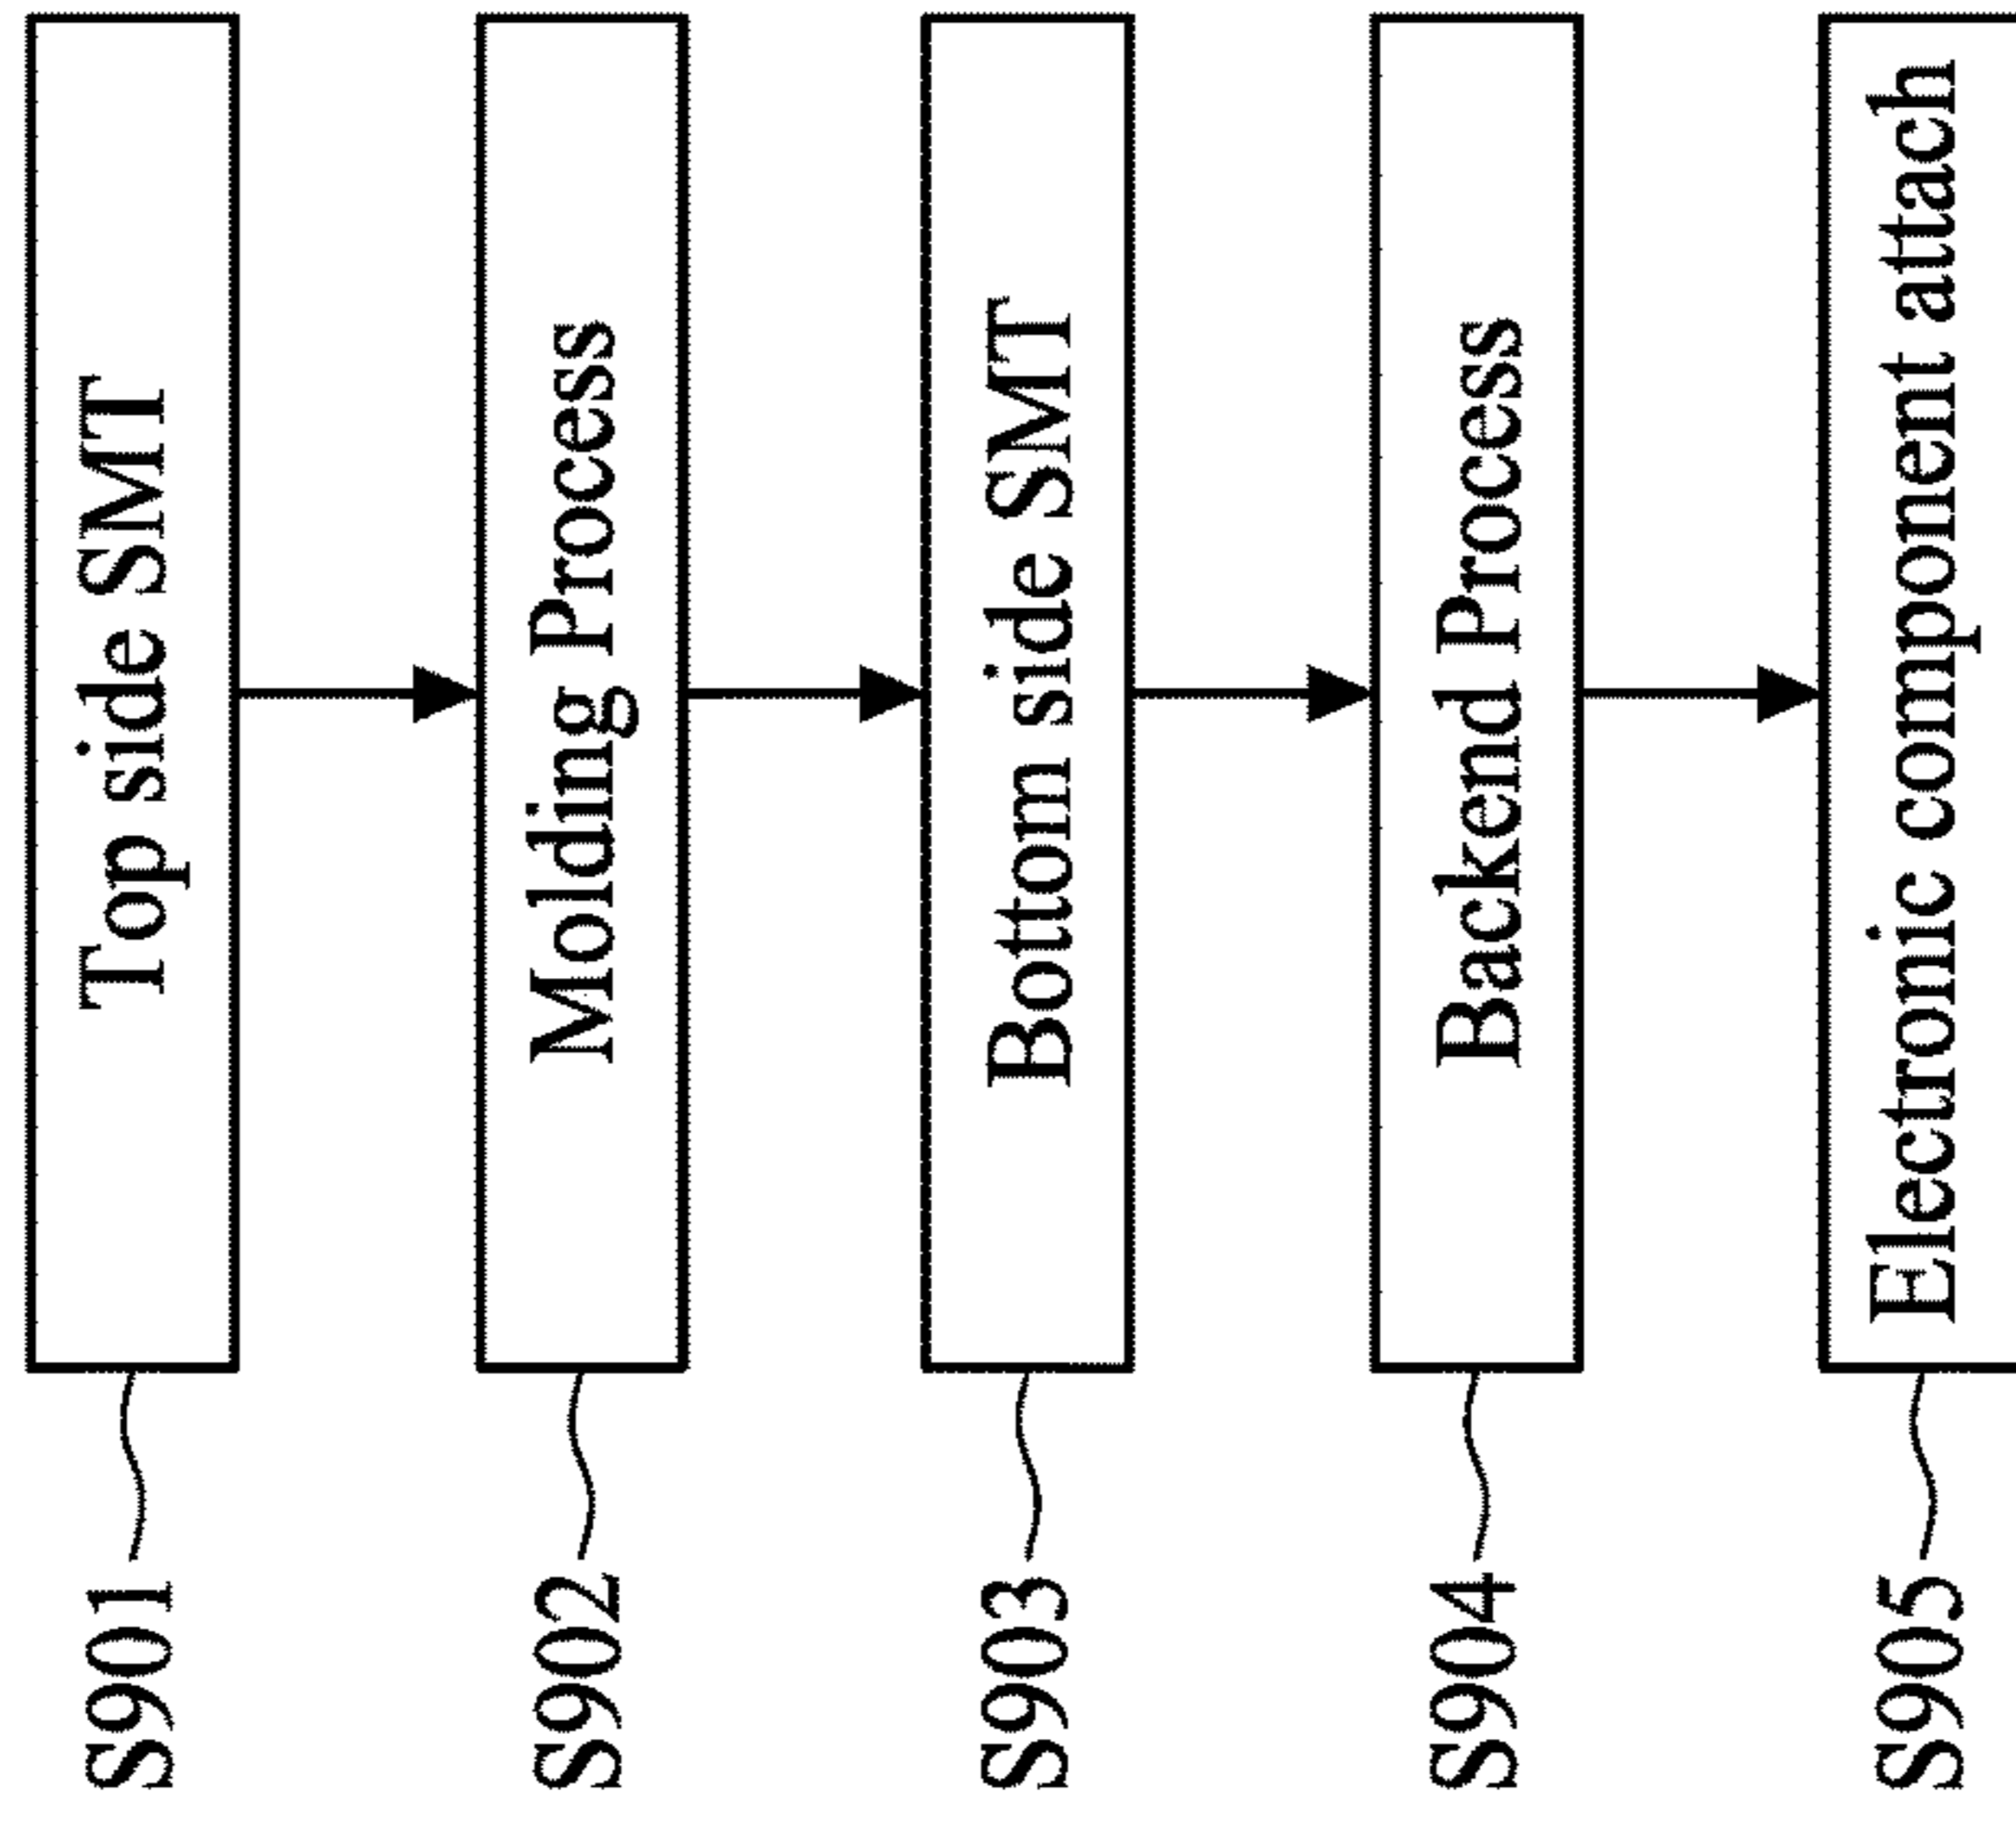 S901 Top side SMT
S902 Molding Process
S903 Bottom side SMT
S904 Backend Process
S905 Electronic component attach